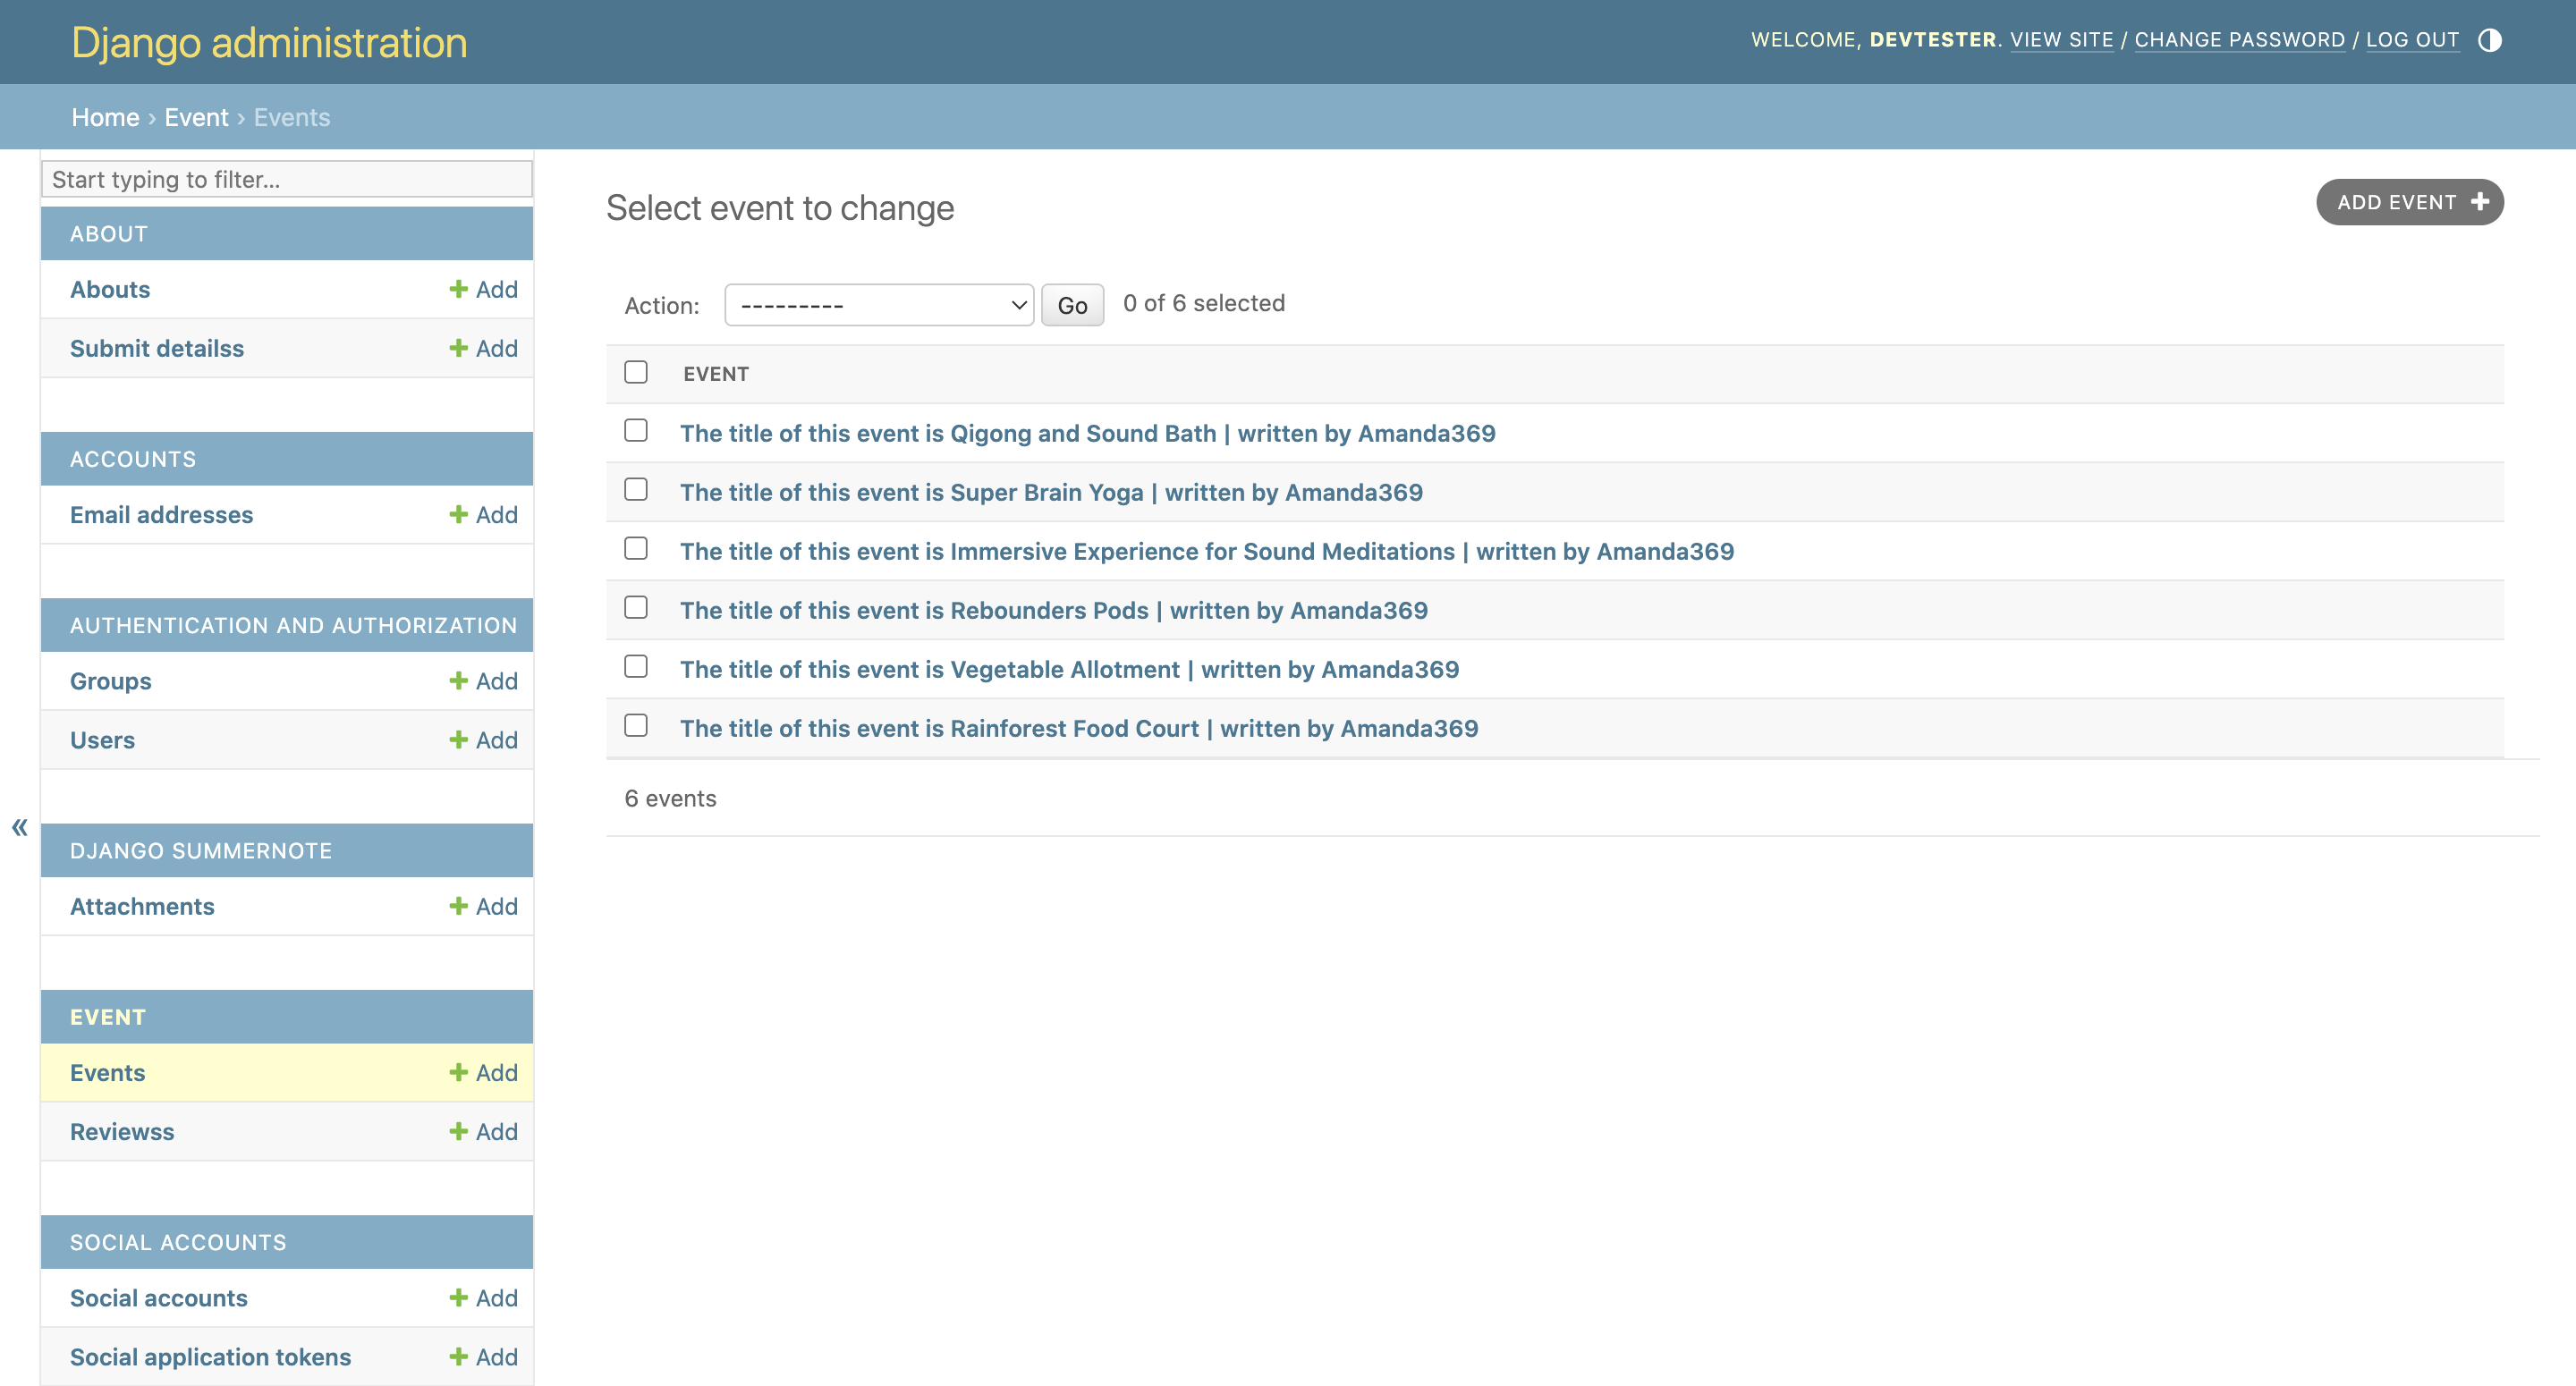 Django administration
WELCOME, DEVTESTER. VIEW SITE / CHANGE PASSWORD / LOG OUT
Home › Event › Events
Start typing to filter...
ABOUT
Abouts + Add
Submit detailss + Add
ACCOUNTS
Email addresses + Add
AUTHENTICATION AND AUTHORIZATION
Groups + Add
Users + Add
DJANGO SUMMERNOTE
Attachments + Add
EVENT
Events + Add
Reviewss + Add
SOCIAL ACCOUNTS
Social accounts + Add
Social application tokens + Add
«
Select event to change
ADD EVENT +
Action: --------- Go 0 of 6 selected
EVENT
The title of this event is Qigong and Sound Bath | written by Amanda369
The title of this event is Super Brain Yoga | written by Amanda369
The title of this event is Immersive Experience for Sound Meditations | written by Amanda369
The title of this event is Rebounders Pods | written by Amanda369
The title of this event is Vegetable Allotment | written by Amanda369
The title of this event is Rainforest Food Court | written by Amanda369
6 events